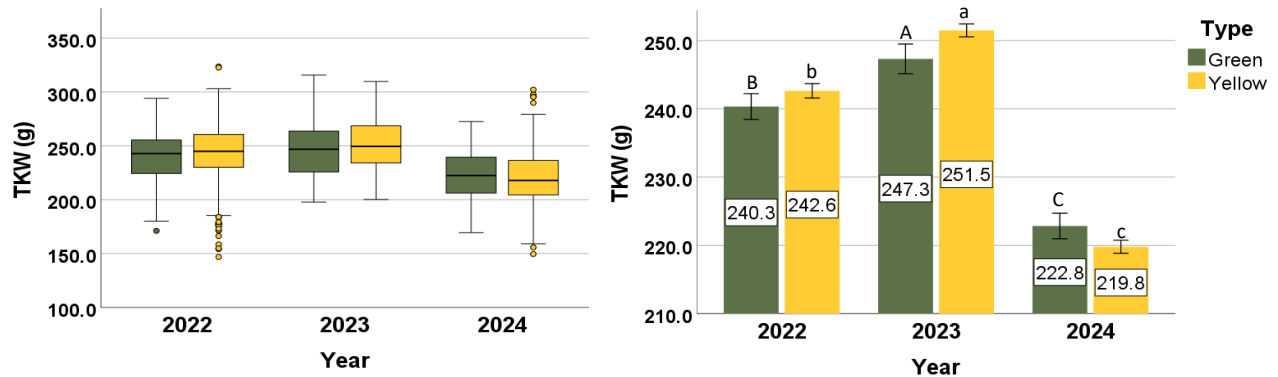 TKW (g)
350.0
300.0
250.0
200.0
150.0
100.0
2022 2023 2024
Year
TKW (g)
250.0
240.0
230.0
220.0
210.0
B b A a C c
240.3 242.6 247.3 251.5 222.8 219.8
2022 2023 2024
Year
Type
Green
Yellow